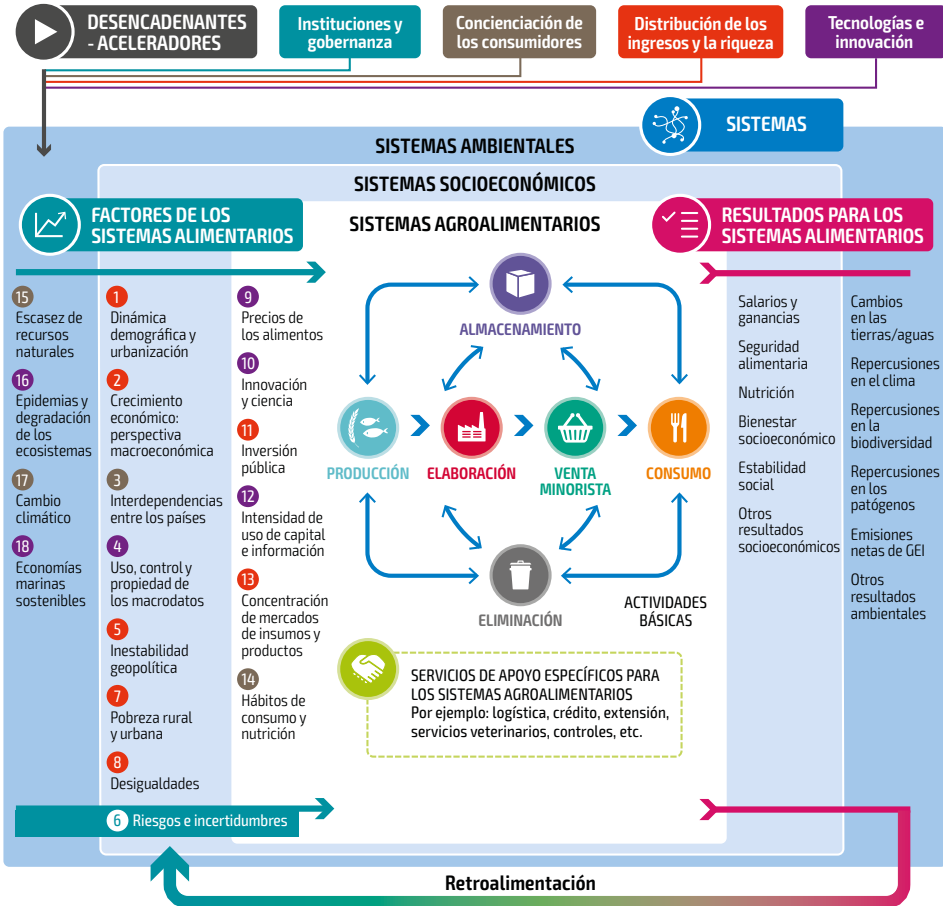 DESENCADENANTES
- ACELERADORES
Instituciones y
gobernanza
Concienciación de
los consumidores
Distribución de los
ingresos y la riqueza
Tecnologías e
innovación
SISTEMAS
SISTEMAS AMBIENTALES
SISTEMAS SOCIOECONÓMICOS
SISTEMAS AGROALIMENTARIOS
FACTORES DE LOS
SISTEMAS ALIMENTARIOS
RESULTADOS PARA LOS
SISTEMAS ALIMENTARIOS
15
Escasez de
recursos
naturales
16
Epidemias y
degradación
de los
ecosistemas
17
Cambio
climático
18
Economías
marinas
sostenibles
1
Dinámica
demográfica y
urbanización
2
Crecimiento
económico:
perspectiva
macroeconómica
3
Interdependencias
entre los países
4
Uso, control y
propiedad de
los macrodatos
5
Inestabilidad
geopolítica
7
Pobreza rural
y urbana
8
Desigualdades
6 Riesgos e incertidumbres
9
Precios de
los alimentos
10
Innovación
y ciencia
11
Inversión
pública
12
Intensidad de
uso de capital
e información
13
Concentración
de mercados
de insumos y
productos
14
Hábitos de
consumo y
nutrición
ALMACENAMIENTO
PRODUCCIÓN
ELABORACIÓN
VENTA
MINORISTA
CONSUMO
ELIMINACIÓN
ACTIVIDADES
BÁSICAS
SERVICIOS DE APOYO ESPECÍFICOS PARA
LOS SISTEMAS AGROALIMENTARIOS
Por ejemplo: logística, crédito, extensión,
servicios veterinarios, controles, etc.
Salarios y
ganancias
Seguridad
alimentaria
Nutrición
Bienestar
socioeconómico
Estabilidad
social
Otros
resultados
socioeconómicos
Cambios
en las
tierras/aguas
Repercusiones
en el clima
Repercusiones
en la
biodiversidad
Repercusiones
en los
patógenos
Emisiones
netas de GEI
Otros
resultados
ambientales
Retroalimentación